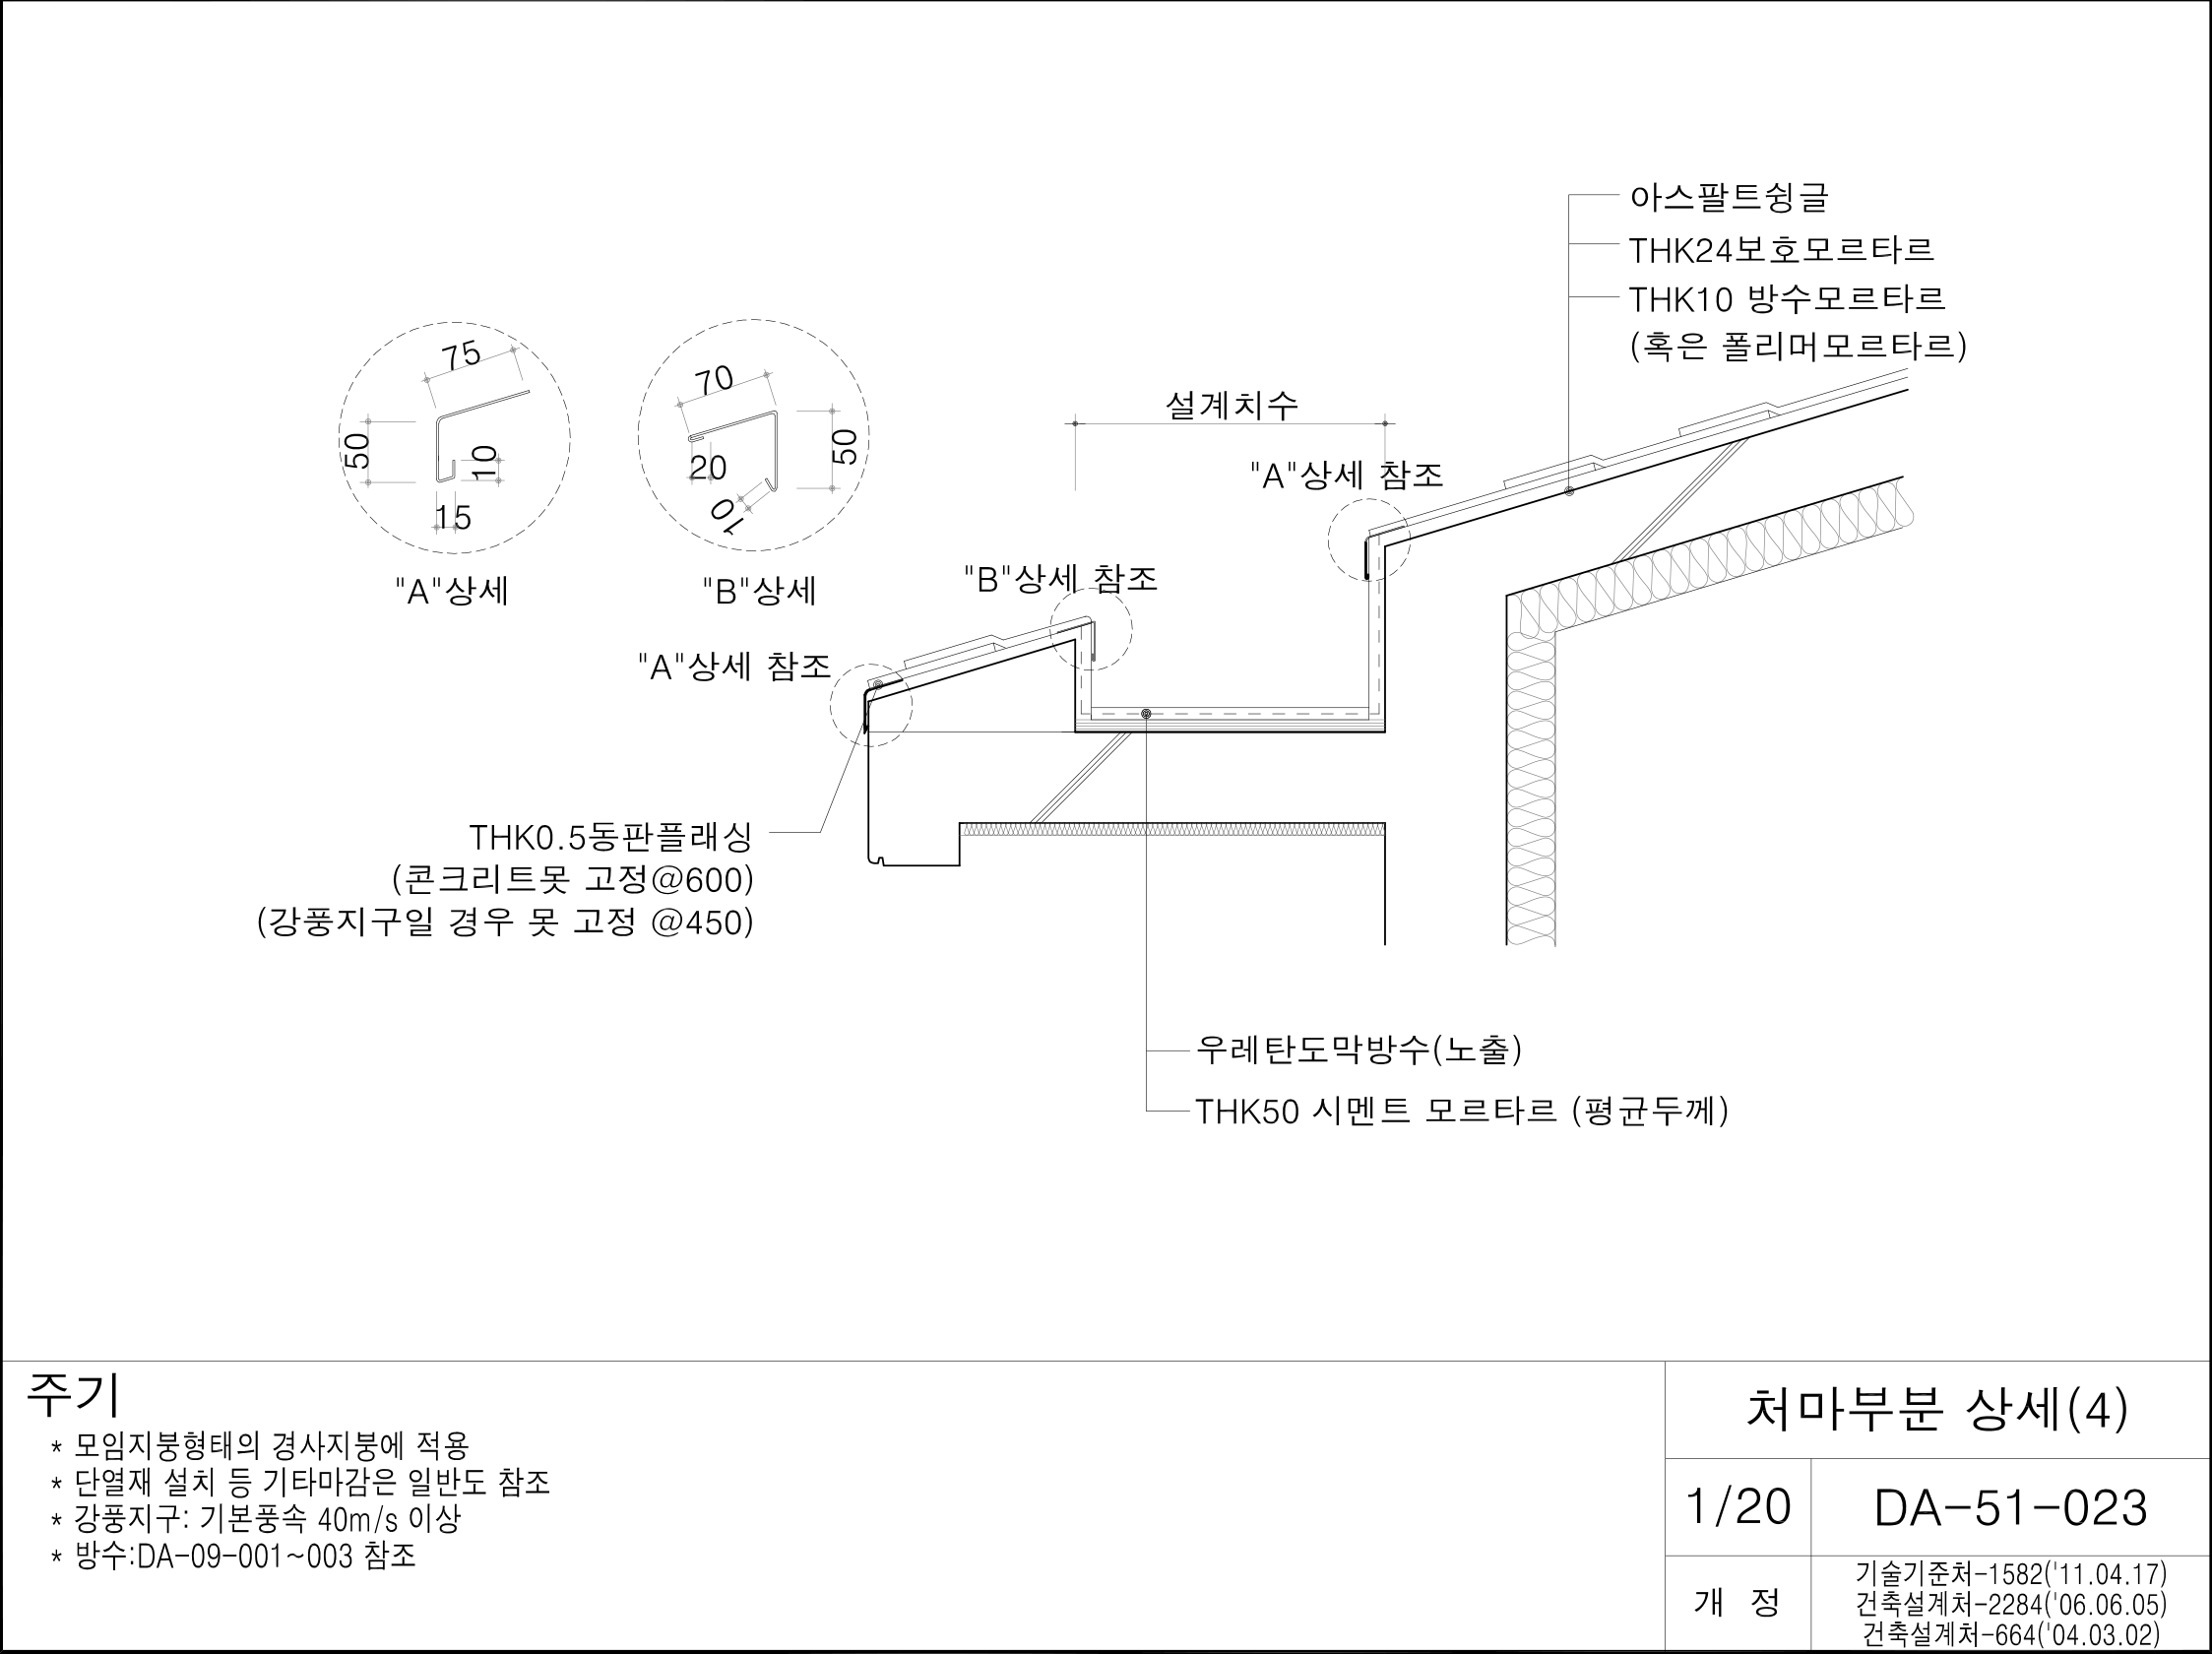 아스팔트슁글
THK24보호모르타르
THK10 방수모르타르
(혹은 폴리머모르타르)
75
50
10
15
"A"상세
70
50
20
10
"B"상세
설계치수
"A"상세 참조
"B"상세 참조
"A"상세 참조
THK0.5동판플래싱
(콘크리트못 고정@600)
(강풍지구일 경우 못 고정 @450)
우레탄도막방수(노출)
THK50 시멘트 모르타르 (평균두께)
주기
* 모임지붕형태의 경사지붕에 적용
* 단열재 설치 등 기타마감은 일반도 참조
* 강풍지구: 기본풍속 40m/s 이상
* 방수:DA-09-001~003 참조
처마부분 상세(4)
1/20
DA-51-023
개 정
기술기준처-1582('11.04.17)
건축설계처-2284('06.06.05)
건축설계처-664('04.03.02)